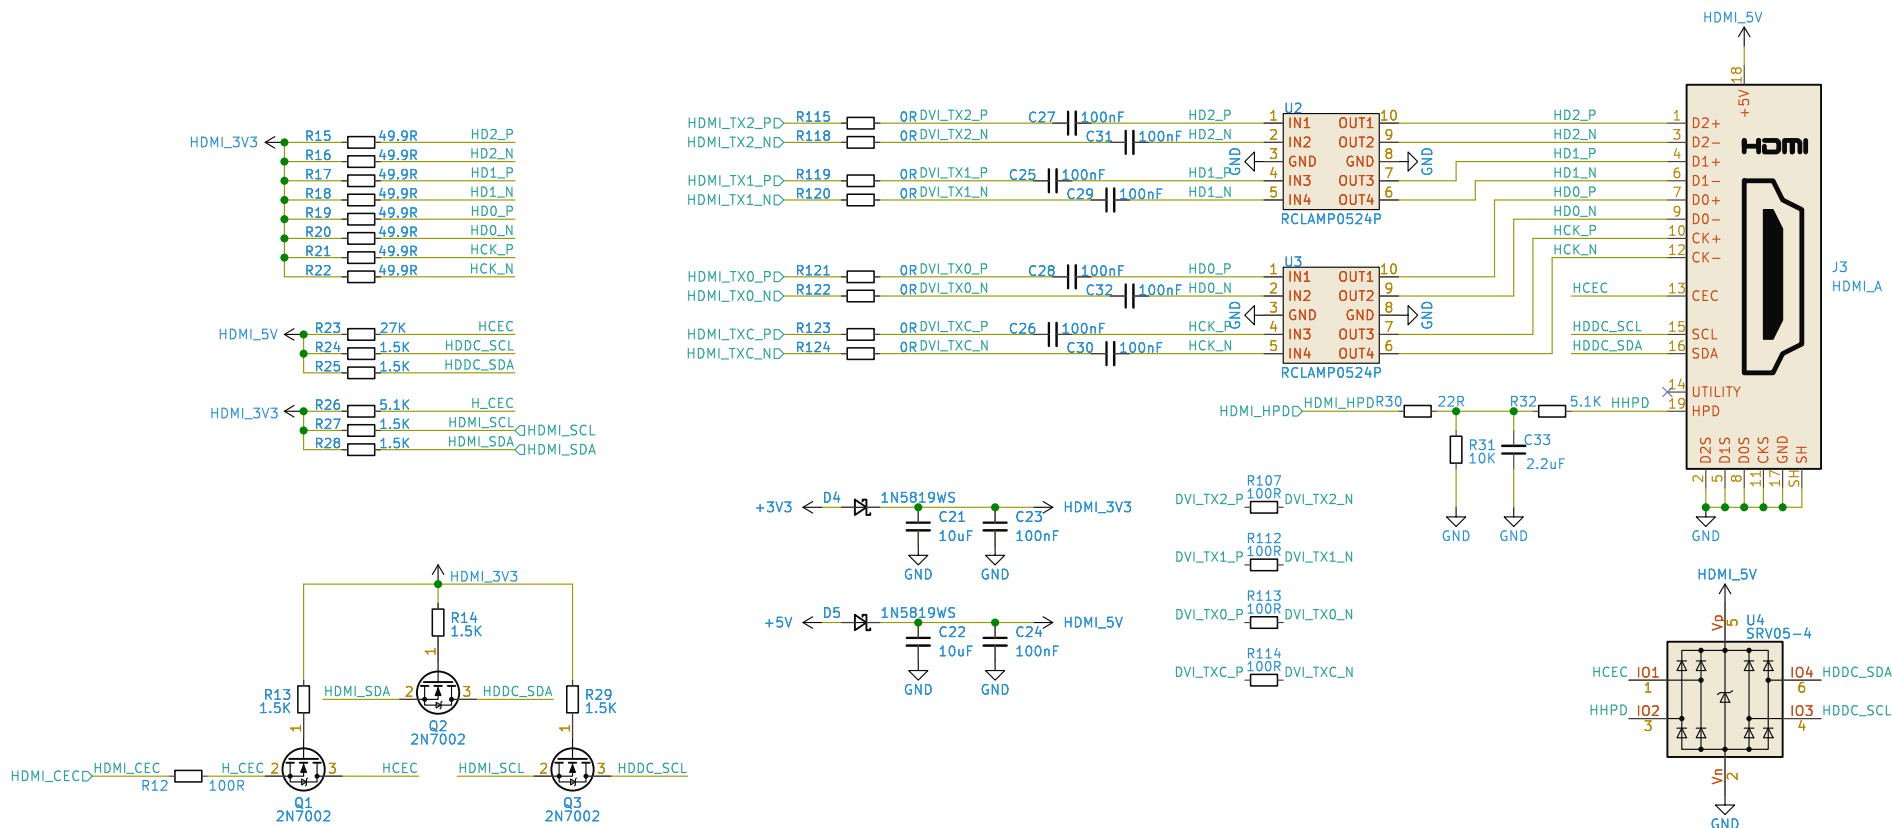 HDMI_5V
18
+5V
HDMI_3V3
R15 49.9R HD2_P
R16 49.9R HD2_N
R17 49.9R HD1_P
R18 49.9R HD1_N
R19 49.9R HD0_P
R20 49.9R HD0_N
R21 49.9R HCK_P
R22 49.9R HCK_N
HDMI_5V
R23 27K HCEC
R24 1.5K HDDC_SCL
R25 1.5K HDDC_SDA
HDMI_3V3
R26 5.1K H_CEC
R27 1.5K HDMI_SCL HDMI_SCL
R28 1.5K HDMI_SDA HDMI_SDA
HDMI_TX2_P R115 0R DVI_TX2_P C27 100nF HD2_P
HDMI_TX2_N R118 0R DVI_TX2_N C31 100nF HD2_N
HDMI_TX1_P R119 0R DVI_TX1_P C25 100nF HD1_P
HDMI_TX1_N R120 0R DVI_TX1_N C29 100nF HD1_N
U2
1 IN1 OUT1 10
2 IN2 OUT2 9
GND 3 GND GND 8 GND
4 IN3 OUT3 7
5 IN4 OUT4 6
RCLAMP0524P
HDMI_TX0_P R121 0R DVI_TX0_P C28 100nF HD0_P
HDMI_TX0_N R122 0R DVI_TX0_N C32 100nF HD0_N
HDMI_TXC_P R123 0R DVI_TXC_P C26 100nF HCK_P
HDMI_TXC_N R124 0R DVI_TXC_N C30 100nF HCK_N
U3
1 IN1 OUT1 10
2 IN2 OUT2 9
GND 3 GND GND 8 GND
4 IN3 OUT3 7
5 IN4 OUT4 6
RCLAMP0524P
HD2_P 1 D2+
HD2_N 3 D2-
HD1_P 4 D1+
HD1_N 6 D1-
HD0_P 7 D0+
HD0_N 9 D0-
HCK_P 10 CK+
HCK_N 12 CK-
HCEC 13 CEC
HDDC_SCL 15 SCL
HDDC_SDA 16 SDA
14 UTILITY
HHPD 19 HPD
HDMI
J3
HDMI_A
D2S D1S D0S CKS GND SH
2 5 8 11 17 SH
GND
HDMI_HPD HDMI_HPD R30 22R R32 5.1K
R31
10K
C33
2.2uF
GND GND
+3V3 D4 1N5819WS HDMI_3V3
C21
10uF
C23
100nF
GND GND
+5V D5 1N5819WS HDMI_5V
C22
10uF
C24
100nF
GND GND
R107
DVI_TX2_P 100R DVI_TX2_N
R112
DVI_TX1_P 100R DVI_TX1_N
R113
DVI_TX0_P 100R DVI_TX0_N
R114
DVI_TXC_P 100R DVI_TXC_N
HDMI_3V3
R14
1.5K
1
HDMI_SDA 2 3 HDDC_SDA
Q2
2N7002
R13
1.5K
1
HDMI_CEC HDMI_CEC R12 100R H_CEC 2 3 HCEC
Q1
2N7002
R29
1.5K
1
HDMI_SCL 2 3 HDDC_SCL
Q3
2N7002
HDMI_5V
Vp 5
U4
SRV05-4
HCEC IO1 1
HHPD IO2 3
IO4 6 HDDC_SDA
IO3 4 HDDC_SCL
Vn 2
GND